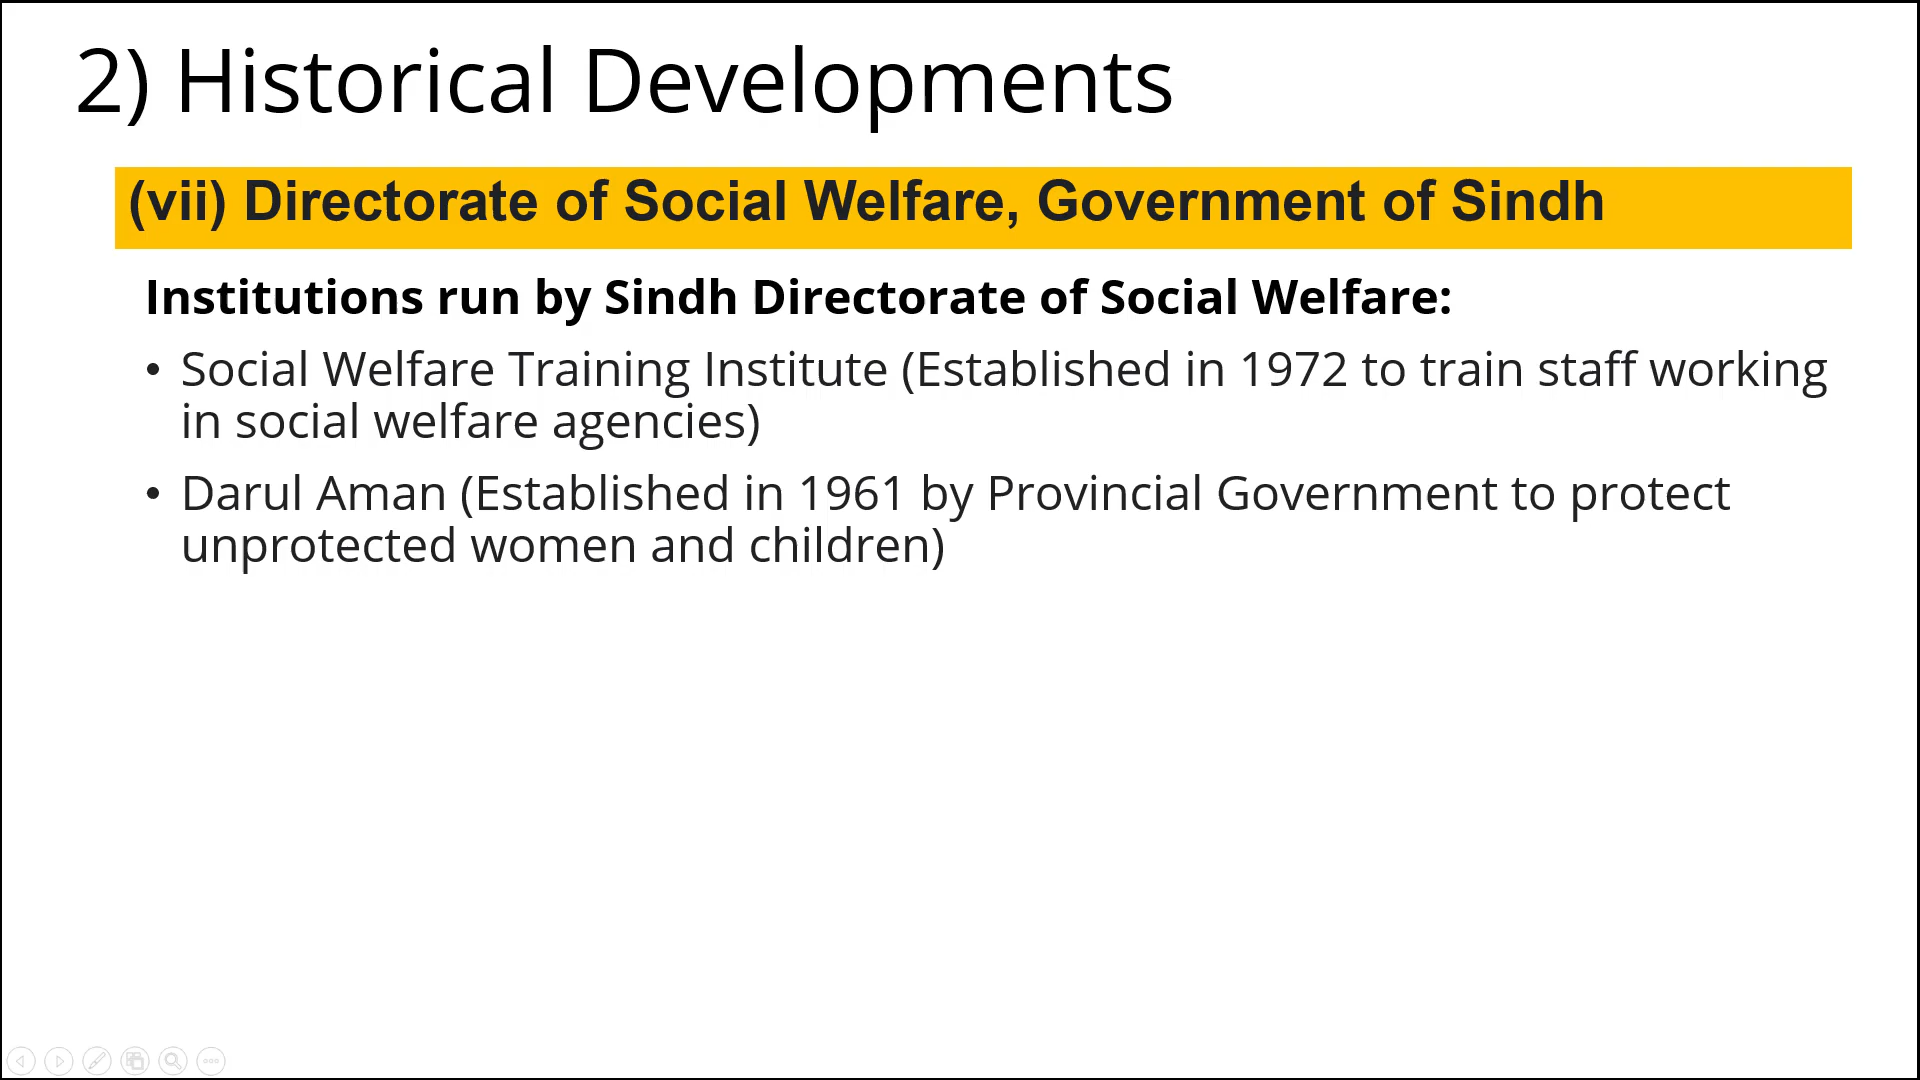 2) Historical Developments
(vii) Directorate of Social Welfare, Government of Sindh
Institutions run by Sindh Directorate of Social Welfare:
• Social Welfare Training Institute (Established in 1972 to train staff working
in social welfare agencies)
• Darul Aman (Established in 1961 by Provincial Government to protect
unprotected women and children)